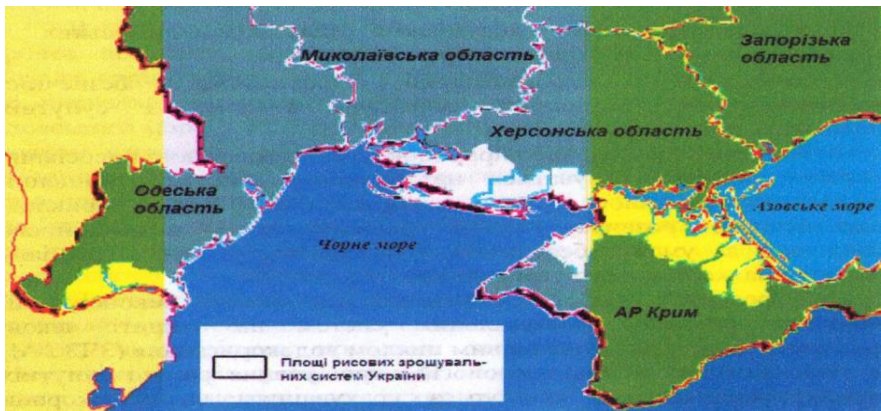 Миколаївська область
Запорізька
область
Херсонська область
Одеська
область
Азовське море
Чорне море
АР Крим
Площі рисових зрошуваль-
них систем України